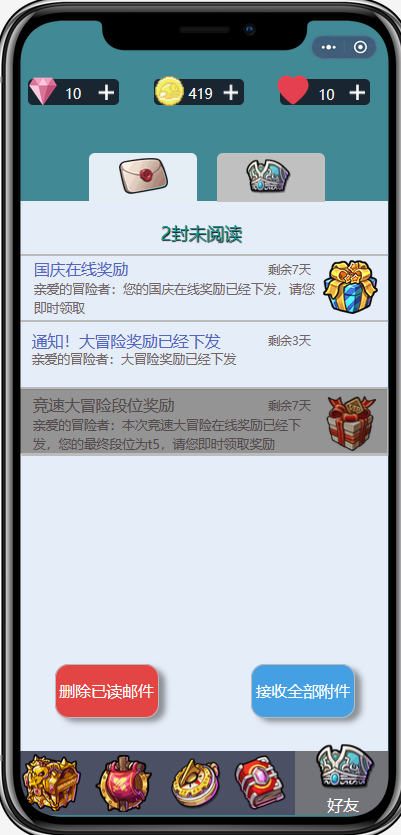 10
419
10
2封未阅读
国庆在线奖励
剩余7天
亲爱的冒险者：您的国庆在线奖励已经下发，请您
即时领取
通知！大冒险奖励已经下发
剩余3天
亲爱的冒险者：大冒险奖励已经下发
竞速大冒险段位奖励
剩余7天
亲爱的冒险者：本次竞速大冒险在线奖励已经下
发，您的最终段位为t5，请您即时领取奖励
删除已读邮件
接收全部附件
好友